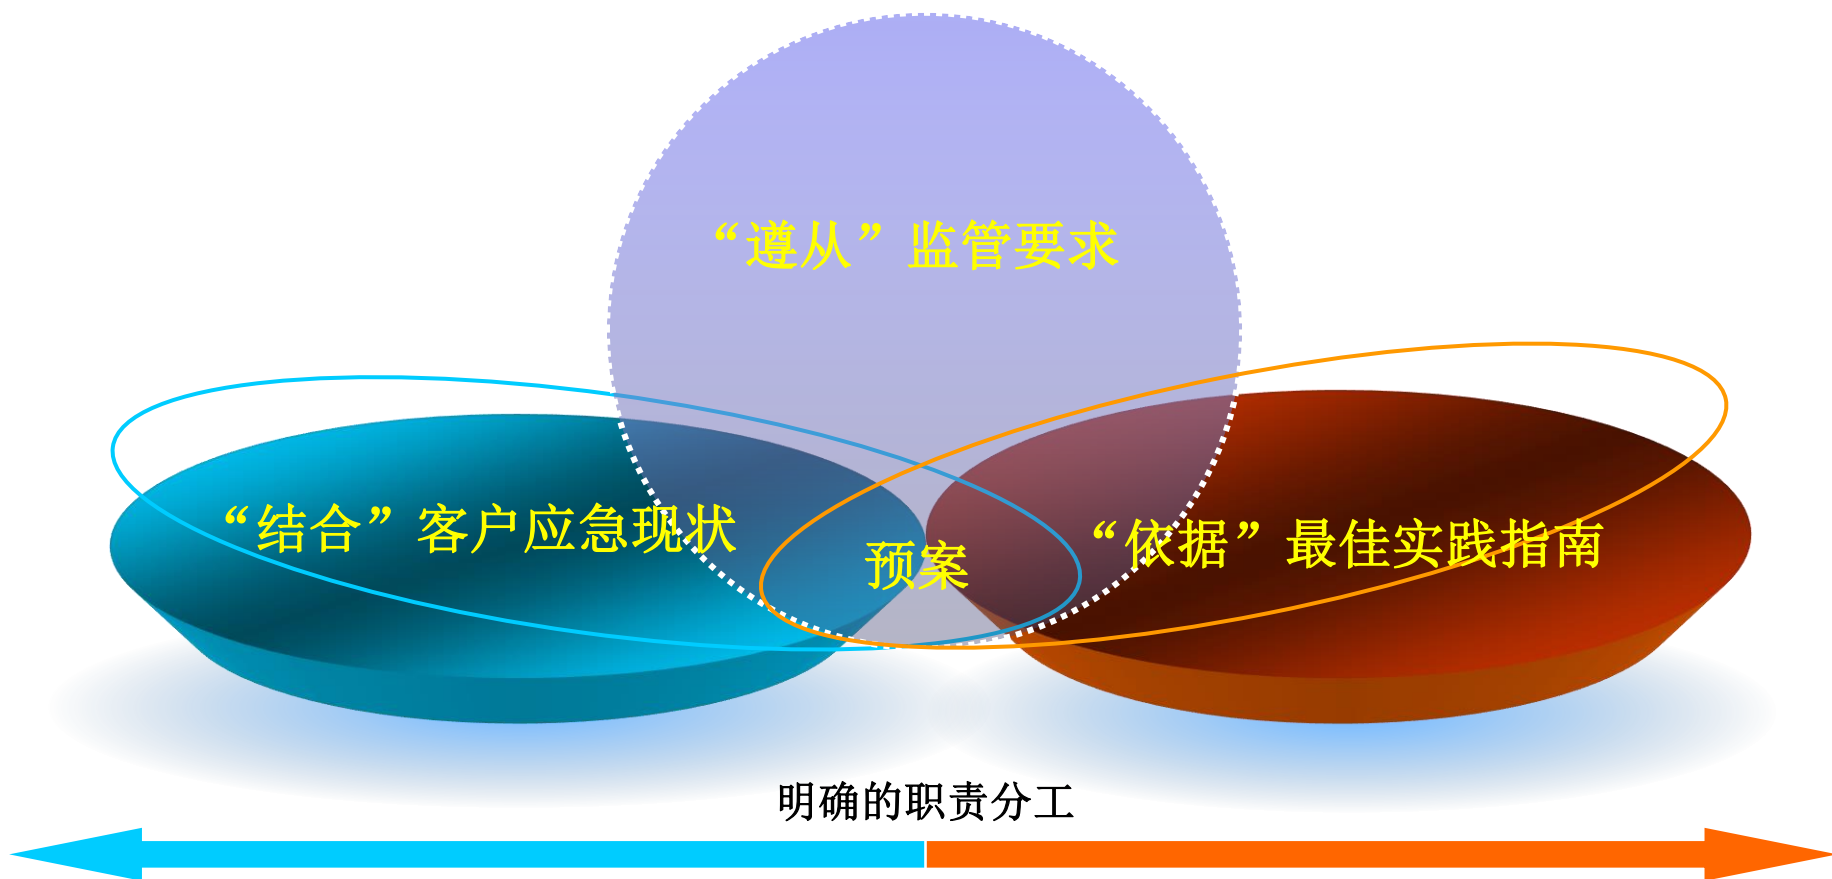 “遵从”监管要求
“结合”客户应急现状
预案
“依据”最佳实践指南
明确的职责分工